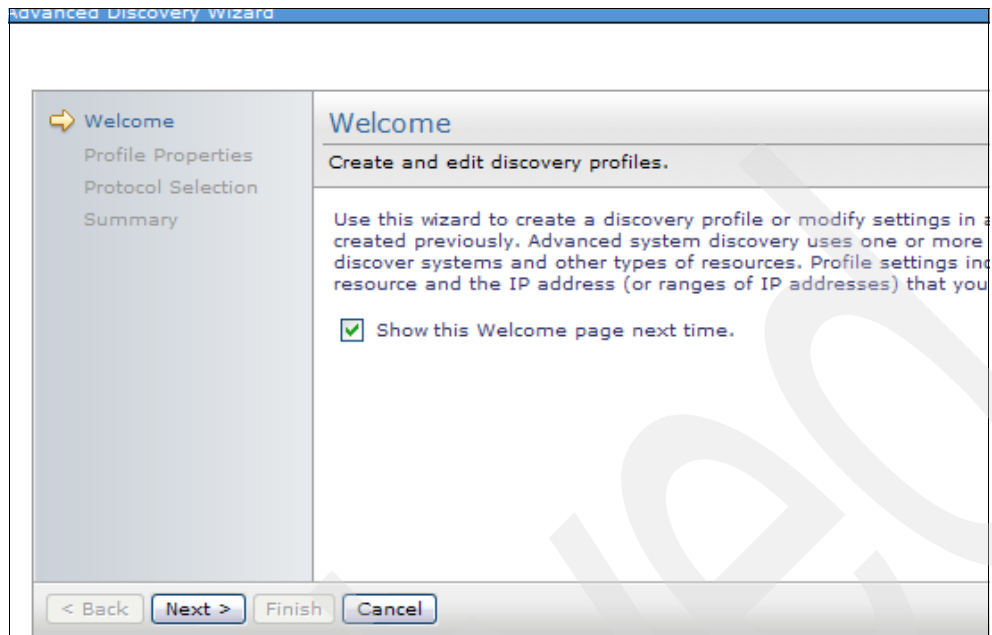 Advanced Discovery Wizard
Welcome
Profile Properties
Protocol Selection
Summary
Welcome
Create and edit discovery profiles.
Use this wizard to create a discovery profile or modify settings in
created previously. Advanced system discovery uses one or more
discover systems and other types of resources. Profile settings
resource and the IP address (or ranges of IP addresses) that you
Show this Welcome page next time.
< Back Next > Finish Cancel